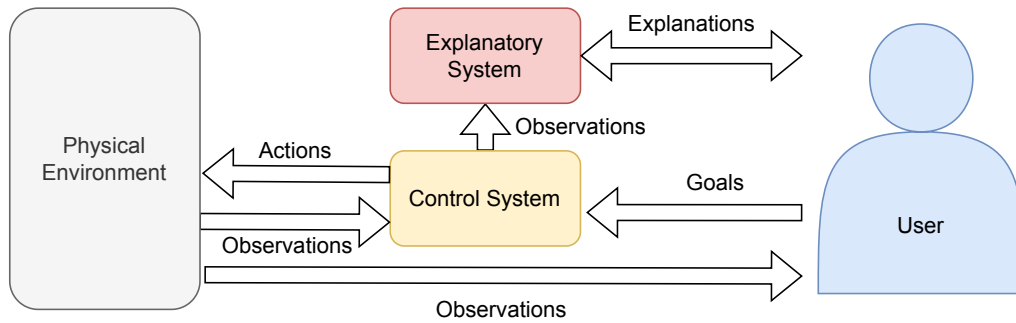 Explanatory
System
Explanations
Observations
Physical
Environment
Actions
Control System
Goals
User
Observations
Observations